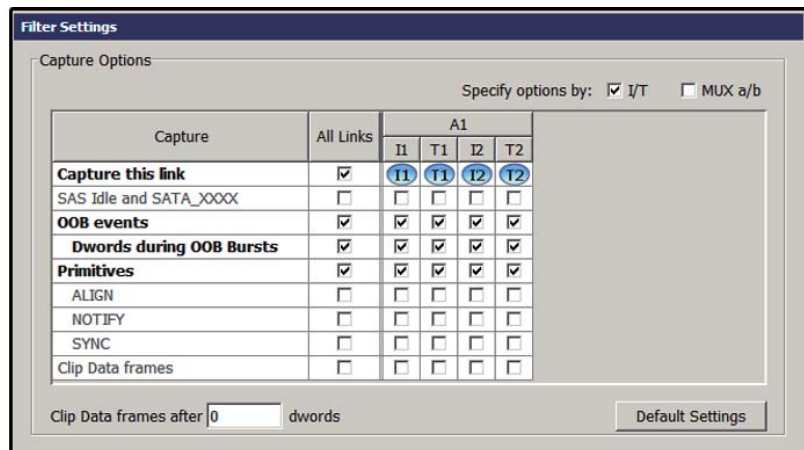 Filter Settings
Capture Options
Specify options by: I/T MUX a/b
Capture All Links A1
I1 T1 I2 T2
Capture this link I1 T1 I2 T2
SAS Idle and SATA_XXXX
OOB events
Dwords during OOB Bursts
Primitives
ALIGN
NOTIFY
SYNC
Clip Data frames
Clip Data frames after 0 dwords Default Settings